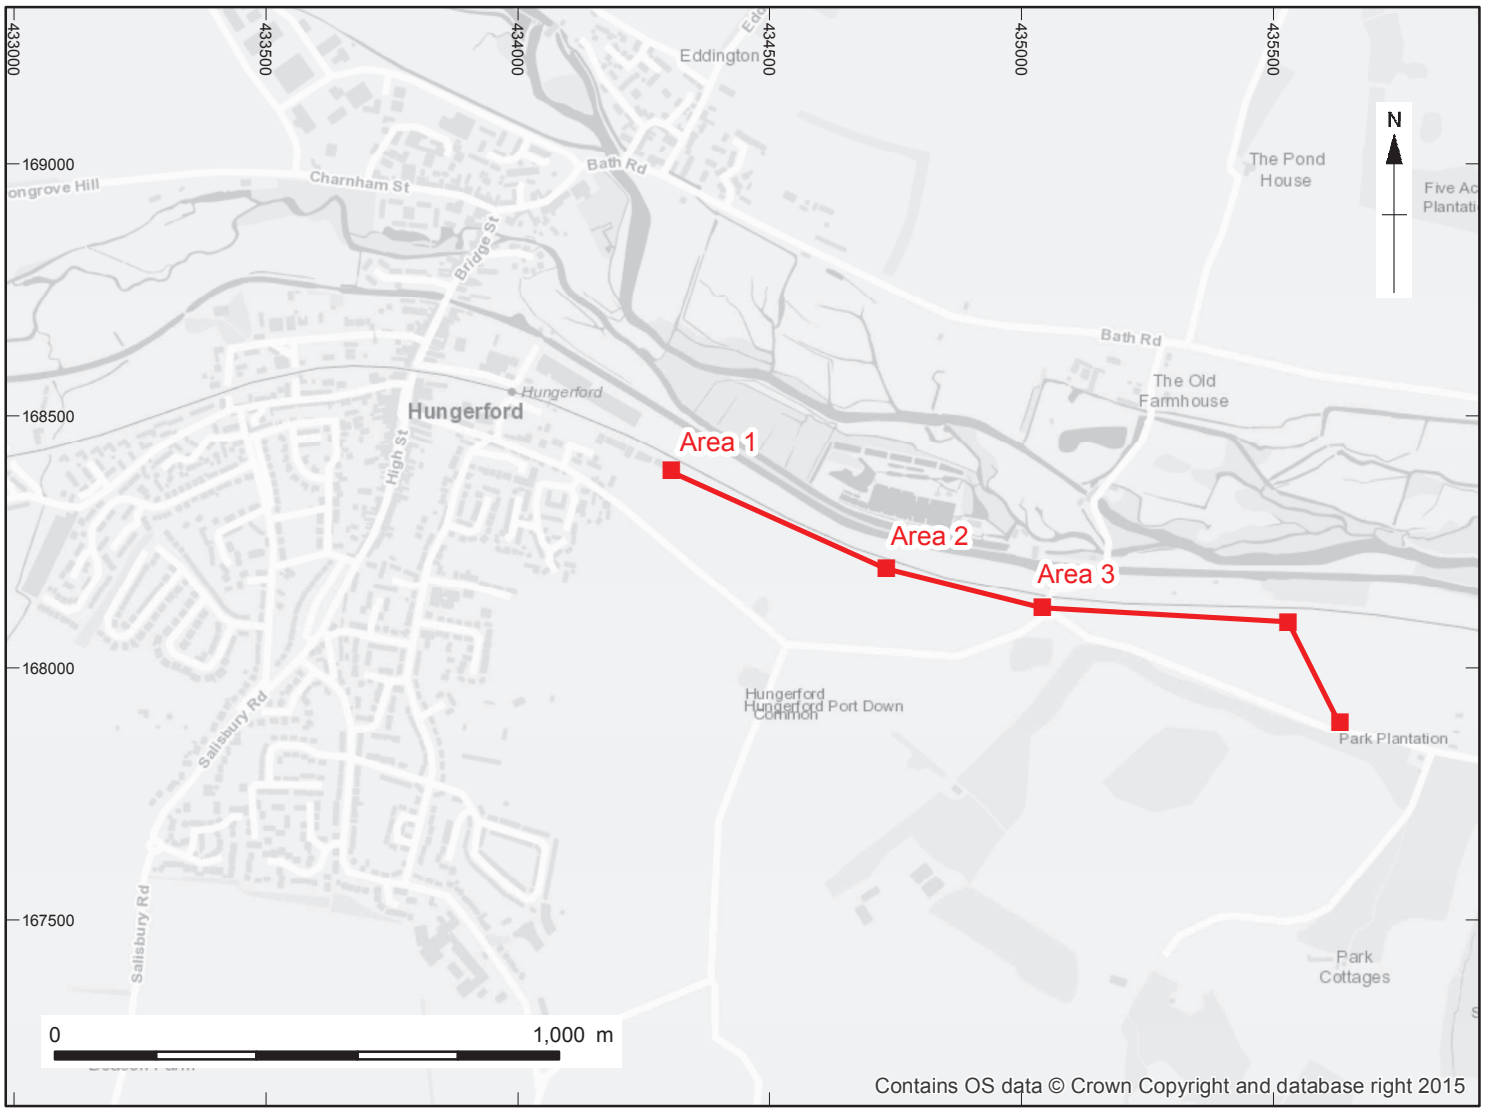 433000
433500
434000
434500
435000
435500
169000
168500
168000
167500
Eddington
Bath Rd
Charnham St
ongrove Hill
Bridge St
The Pond
House
Five Ac
Plantati
N
Bath Rd
The Old
Farmhouse
Hungerford
Hungerford
High St
Area 1
Area 2
Area 3
Hungerford
Hungerford Port Down
Common
Park Plantation
Salisbury Rd
Salisbury Rd
Park
Cottages
0 1,000 m
Contains OS data © Crown Copyright and database right 2015